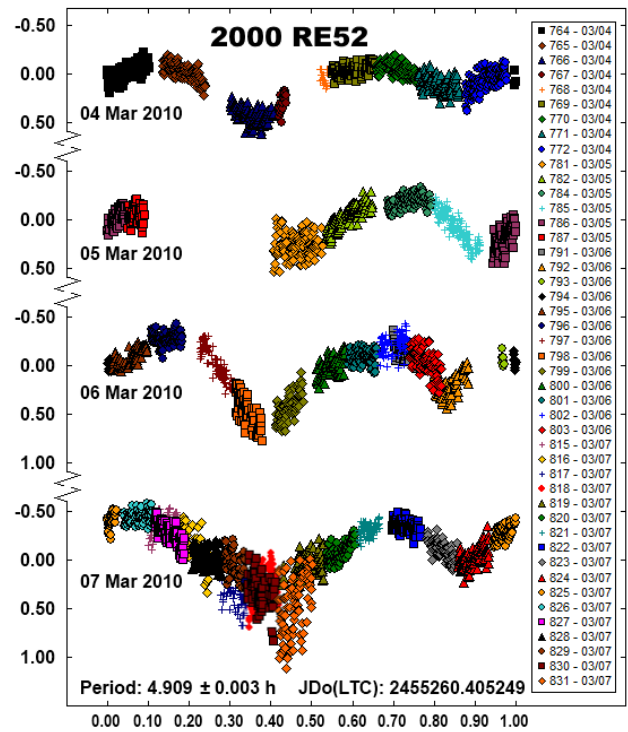 2000 RE52
-0.50
0.00
0.50
04 Mar 2010
-0.50
0.00
0.50
05 Mar 2010
-0.50
0.00
0.50
1.00
06 Mar 2010
-0.50
0.00
0.50
1.00
07 Mar 2010
Period: 4.909 ± 0.003 h JDo(LTC): 2455260.405249
0.00 0.10 0.20 0.30 0.40 0.50 0.60 0.70 0.80 0.90 1.00
764 - 03/04
765 - 03/04
766 - 03/04
767 - 03/04
768 - 03/04
769 - 03/04
770 - 03/04
771 - 03/04
772 - 03/04
781 - 03/05
782 - 03/05
784 - 03/05
785 - 03/05
786 - 03/05
787 - 03/05
791 - 03/06
792 - 03/06
793 - 03/06
794 - 03/06
795 - 03/06
796 - 03/06
797 - 03/06
798 - 03/06
799 - 03/06
800 - 03/06
801 - 03/06
802 - 03/06
803 - 03/06
815 - 03/07
816 - 03/07
817 - 03/07
818 - 03/07
819 - 03/07
820 - 03/07
821 - 03/07
822 - 03/07
823 - 03/07
824 - 03/07
825 - 03/07
826 - 03/07
827 - 03/07
828 - 03/07
829 - 03/07
830 - 03/07
831 - 03/07